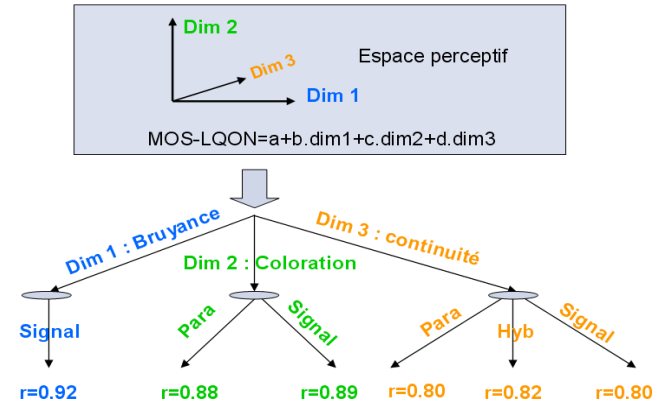 Dim 2
Dim 3
Espace perceptif
Dim 1
MOS-LQON=a+b.dim1+c.dim2+d.dim3
Dim 1 : Bruyance
Dim 3 : continuité
Dim 2 : Coloration
Signal
Para
Signal
Para
Hyb
Signal
r=0.92
r=0.88
r=0.89
r=0.80
r=0.82
r=0.80